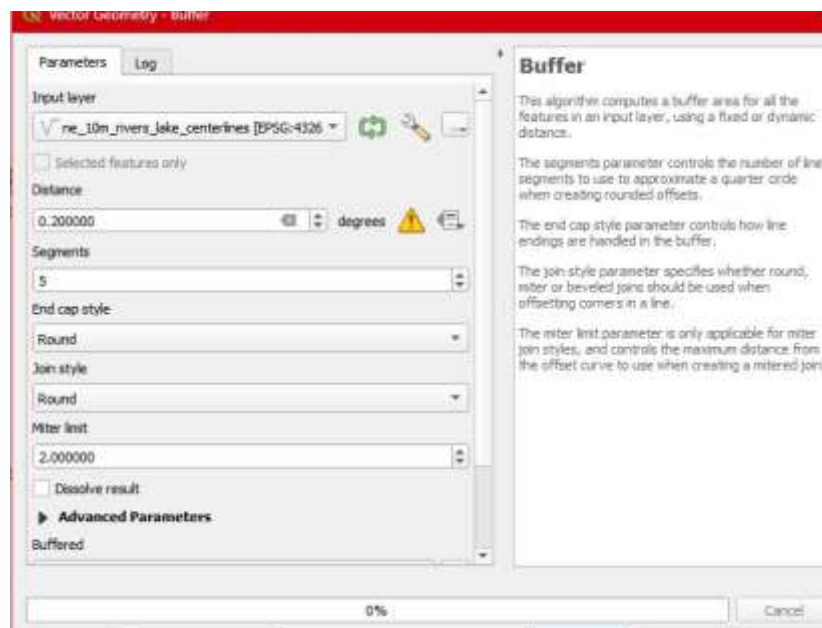 Vector Geometry - Buffer
Parameters
Log
Input layer
ne_10m_rivers_lake_centerlines [EPSG:4326
Selected features only
Distance
0.200000
degrees
Segments
5
End cap style
Round
Join style
Round
Miter limit
2.000000
Dissolve result
Advanced Parameters
Buffered
Buffer
This algorithm computes a buffer area for all the
features in an input layer, using a fixed or dynamic
distance.
The segments parameter controls the number of line
segments to use to approximate a quarter circle
when creating rounded offsets.
The end cap style parameter controls how line
endings are handled in the buffer.
The join style parameter specifies whether round,
miter or beveled joins should be used when
offsetting corners in a line.
The miter limit parameter is only applicable for miter
join styles, and controls the maximum distance from
the offset curve to use when creating a mitered join
0%
Cancel